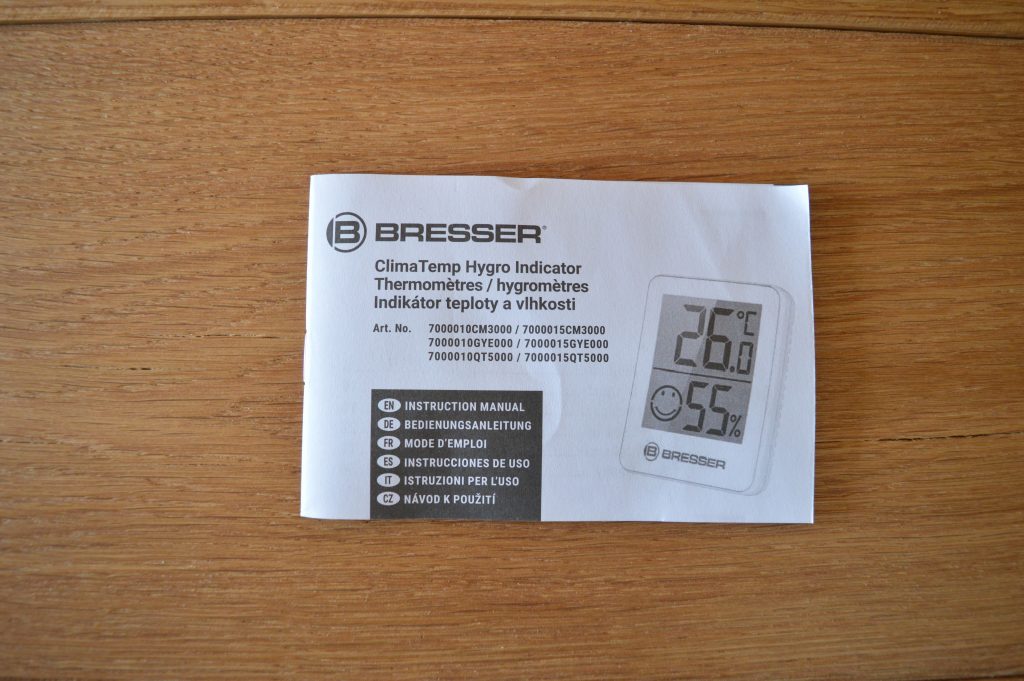 B BRESSER®
ClimaTemp Hygro Indicator
Thermomètres / hygromètres
Indikátor teploty a vlhkosti
Art. No. 7000010CM3000 / 7000015CM3000
7000010GYE000 / 7000015GYE000
7000010QT5000 / 7000015QT5000
EN INSTRUCTION MANUAL
DE BEDIENUNGSANLEITUNG
FR MODE D'EMPLOI
ES INSTRUCCIONES DE USO
IT ISTRUZIONI PER L'USO
CZ NÁVOD K POUŽITÍ
26.0 °C
55%
B BRESSER